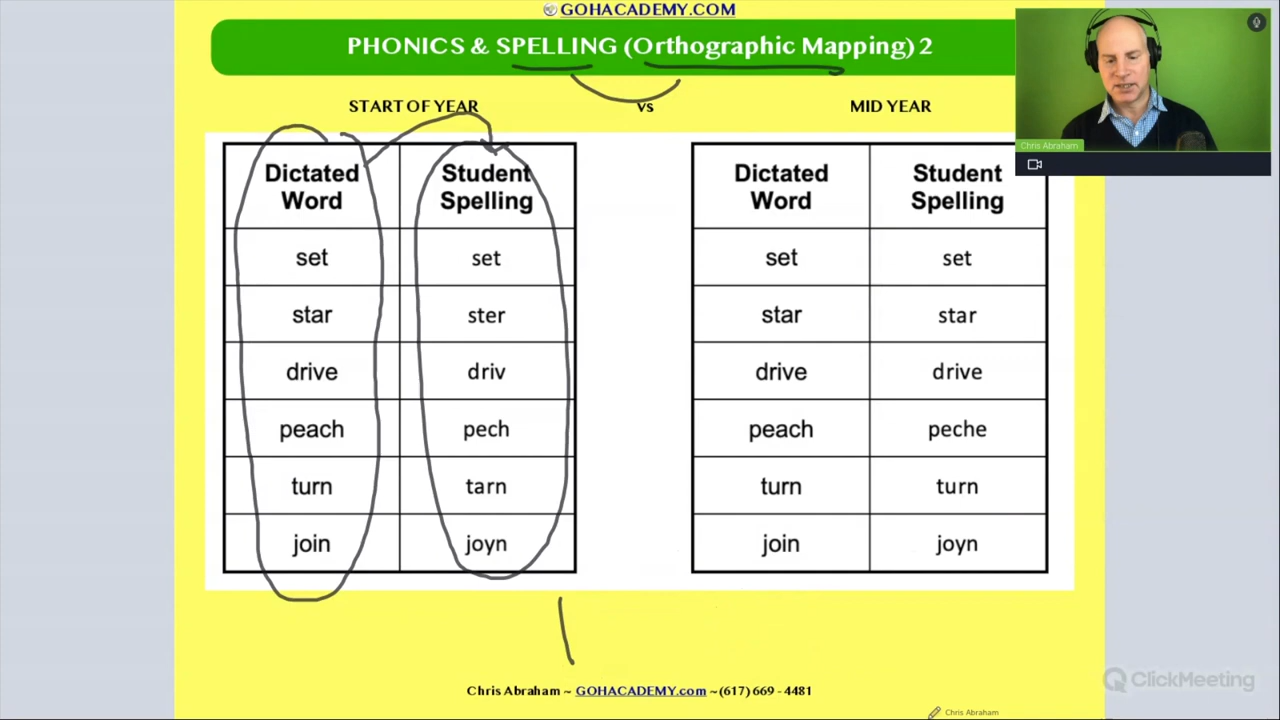 GOHACADEMY.COM
PHONICS & SPELLING (Orthographic Mapping) 2
START OF YEAR vs MID YEAR
Chris Abraham
Dictated Word Student Spelling
set set
star ster
drive driv
peach pech
turn tarn
join joyn
Dictated Word Student Spelling
set set
star star
drive drive
peach peche
turn turn
join joyn
Chris Abraham ~ GOHACADEMY.com ~(617) 669 - 4481
ClickMeeting
Chris Abraham